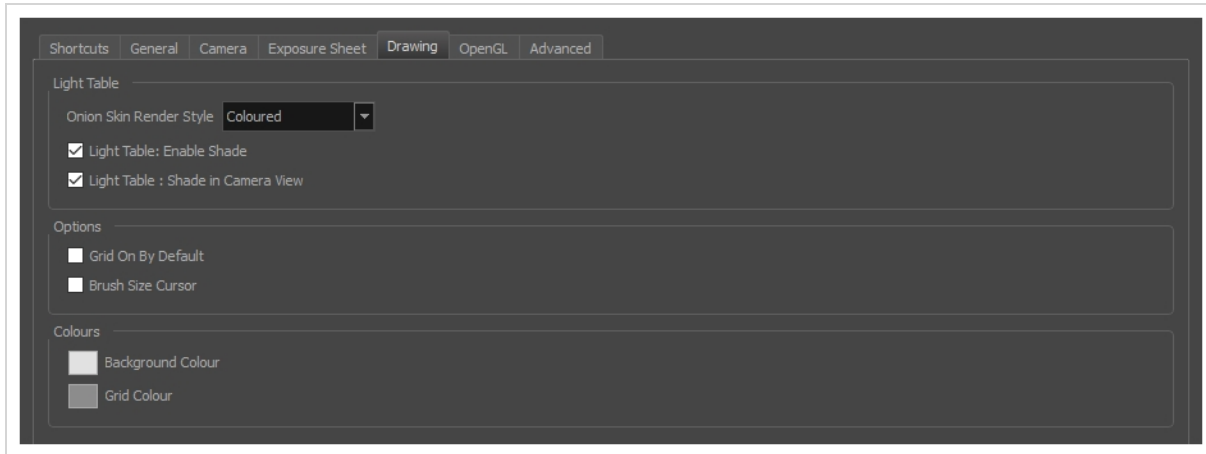 Shortcuts General Camera Exposure Sheet Drawing OpenGL Advanced
Light Table
Onion Skin Render Style Coloured
Light Table: Enable Shade
Light Table : Shade in Camera View
Options
Grid On By Default
Brush Size Cursor
Colours
Background Colour
Grid Colour